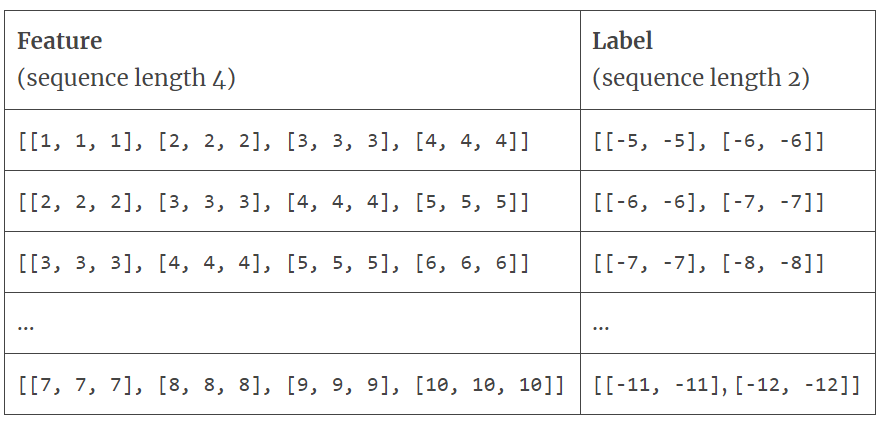 Feature Label
(sequence length 4) (sequence length 2)
[[1, 1, 1], [2, 2, 2], [3, 3, 3], [4, 4, 4]] [[-5, -5], [-6, -6]]
[[2, 2, 2], [3, 3, 3], [4, 4, 4], [5, 5, 5]] [[-6, -6], [-7, -7]]
[[3, 3, 3], [4, 4, 4], [5, 5, 5], [6, 6, 6]] [[-7, -7], [-8, -8]]
... ...
[[7, 7, 7], [8, 8, 8], [9, 9, 9], [10, 10, 10]] [[-11, -11], [-12, -12]]